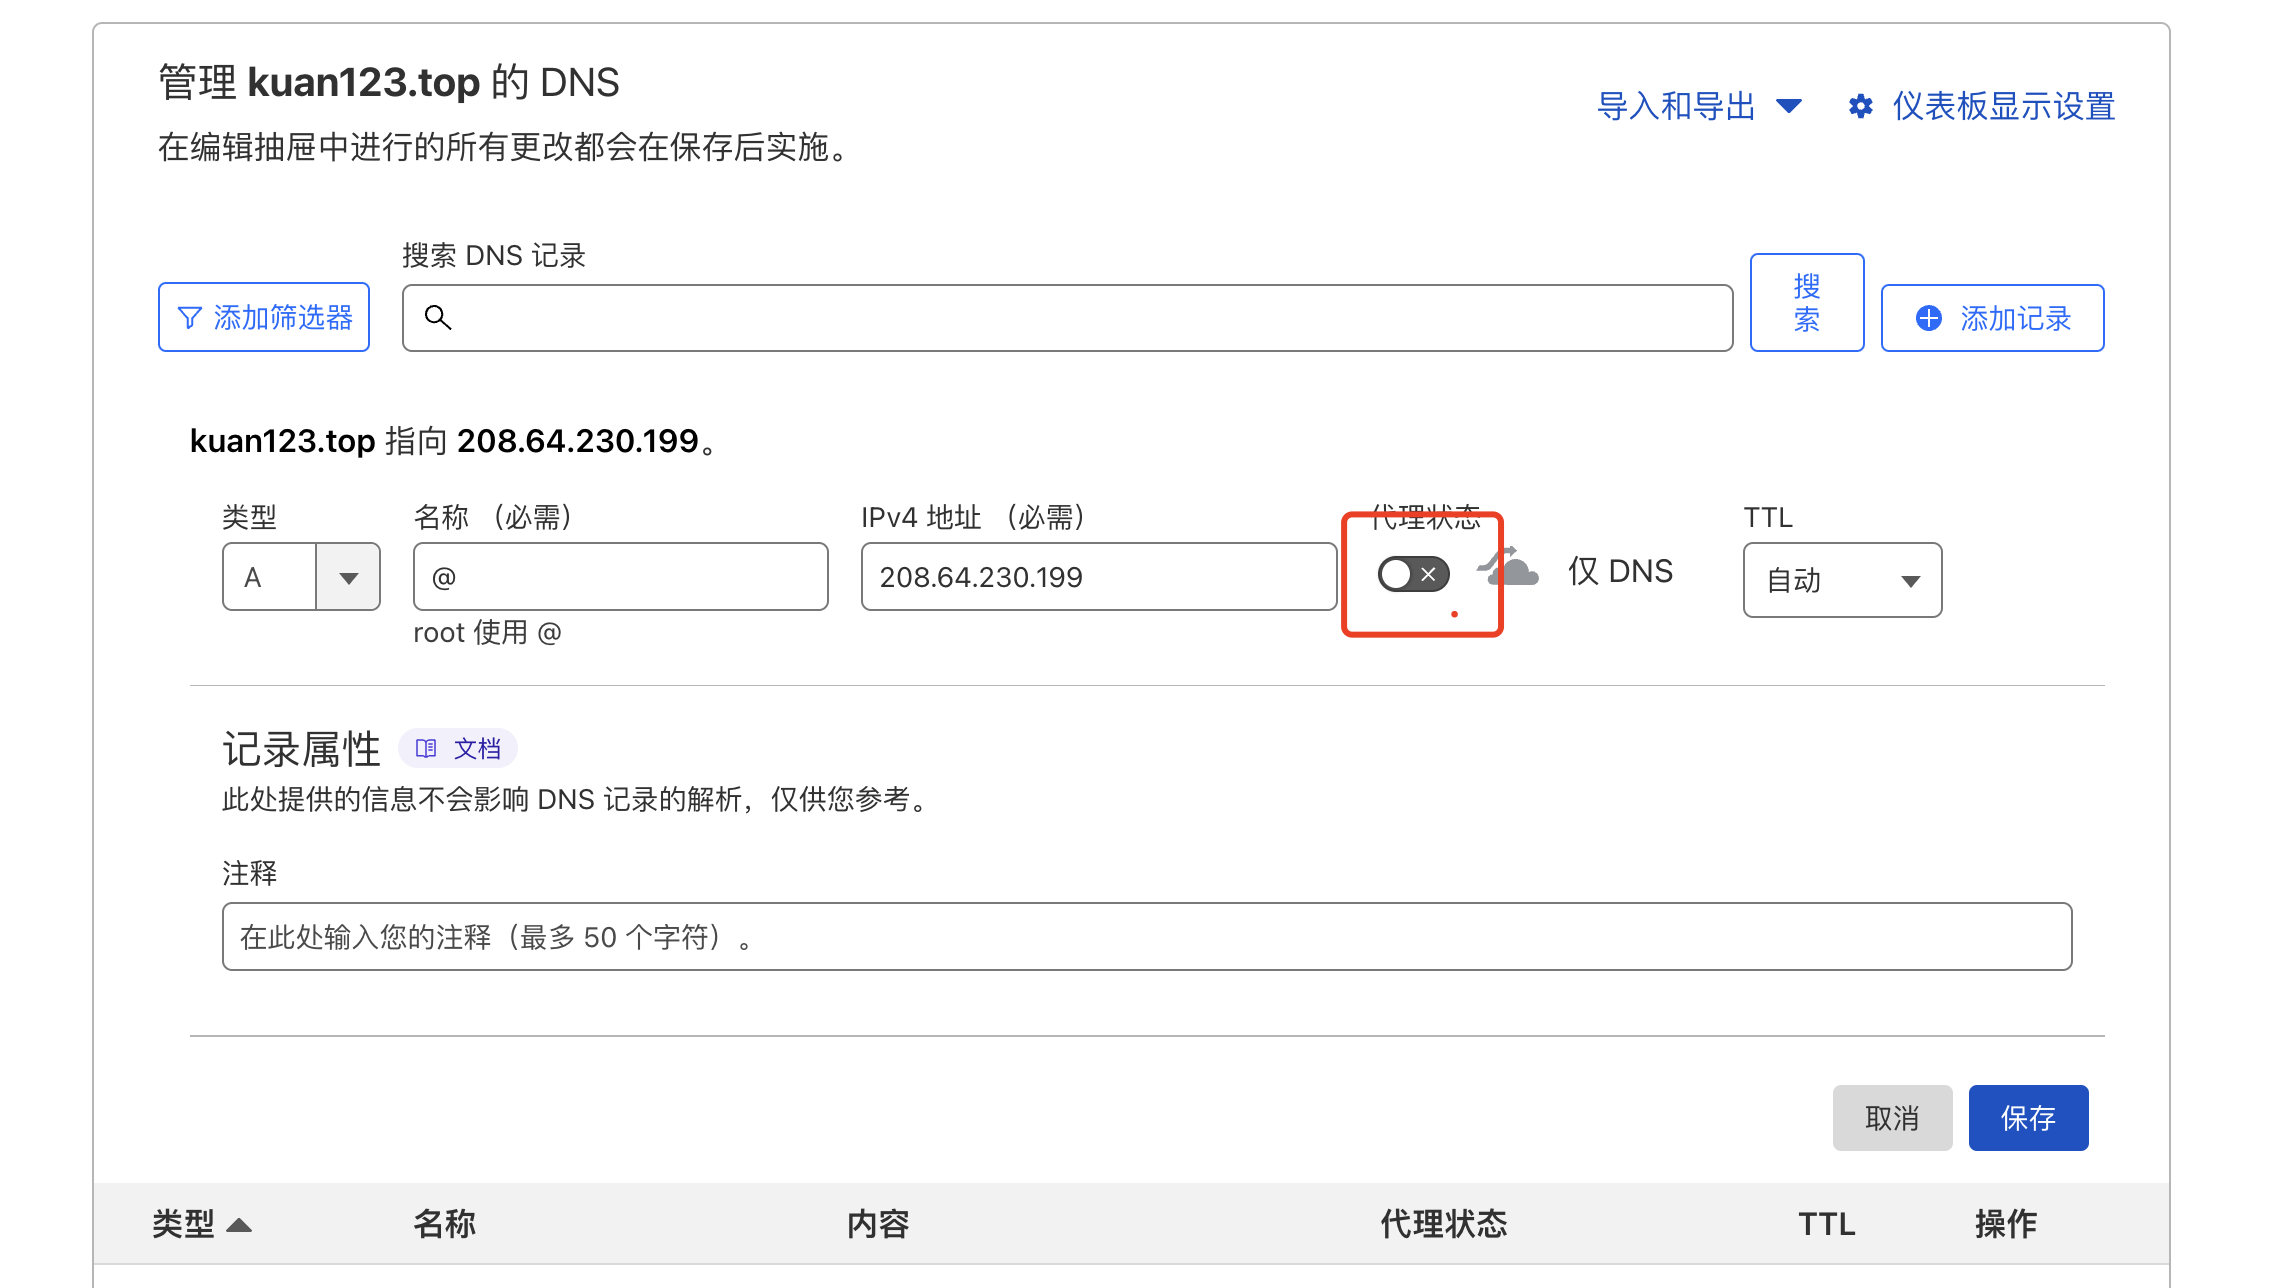 管理 kuan123.top 的 DNS
导入和导出
仪表板显示设置
在编辑抽屉中进行的所有更改都会在保存后实施。
搜索 DNS 记录
添加筛选器
搜
索
添加记录
kuan123.top 指向 208.64.230.199。
类型
名称 （必需）
IPv4 地址 （必需）
代理状态
TTL
A
@
208.64.230.199
仅 DNS
自动
root 使用 @
记录属性
文档
此处提供的信息不会影响 DNS 记录的解析，仅供您参考。
注释
在此处输入您的注释（最多 50 个字符）。
取消
保存
类型
名称
内容
代理状态
TTL
操作